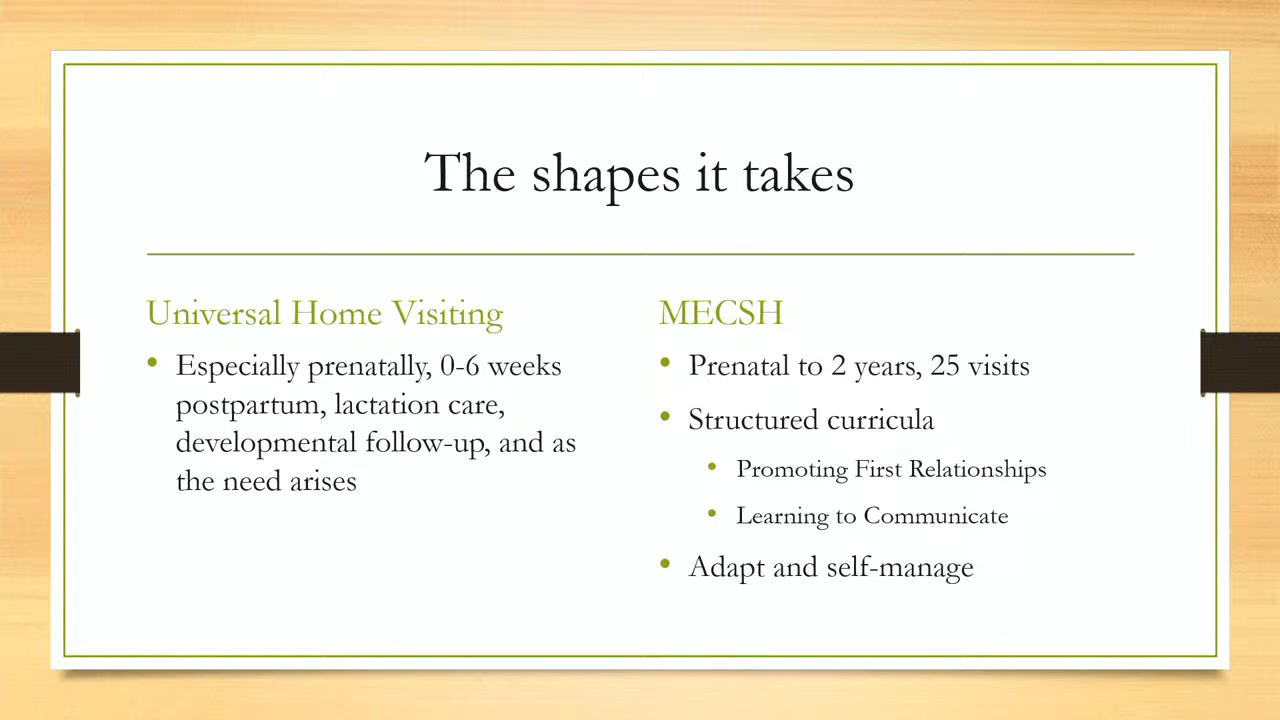 The shapes it takes
Universal Home Visiting
• Especially prenatally, 0-6 weeks
postpartum, lactation care,
developmental follow-up, and as
the need arises
MECSH
• Prenatal to 2 years, 25 visits
• Structured curricula
• Promoting First Relationships
• Learning to Communicate
• Adapt and self-manage